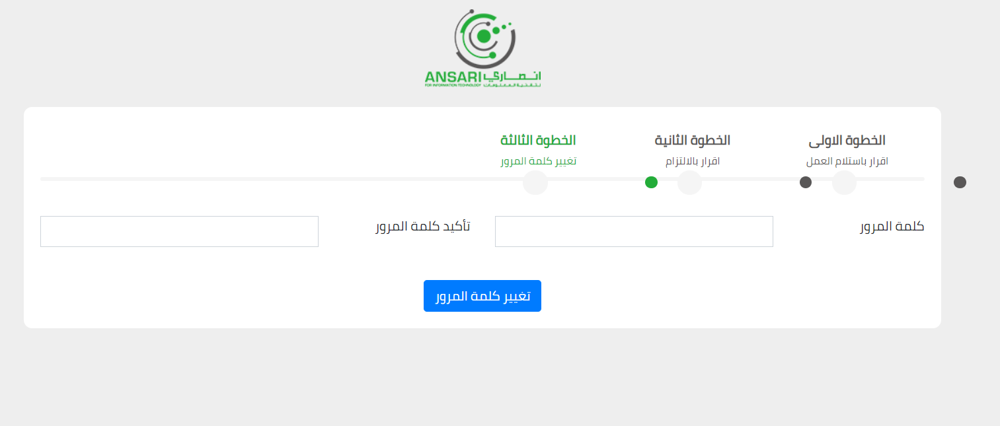 ANSARI انصاري
FOR INFORMATION TECHNOLOGY لتقنية المعلومات
الخطوة الاولى
اقرار باستلام العمل
الخطوة الثانية
اقرار بالالتزام
الخطوة الثالثة
تغيير كلمة المرور
كلمة المرور
تأكيد كلمة المرور
تغيير كلمة المرور